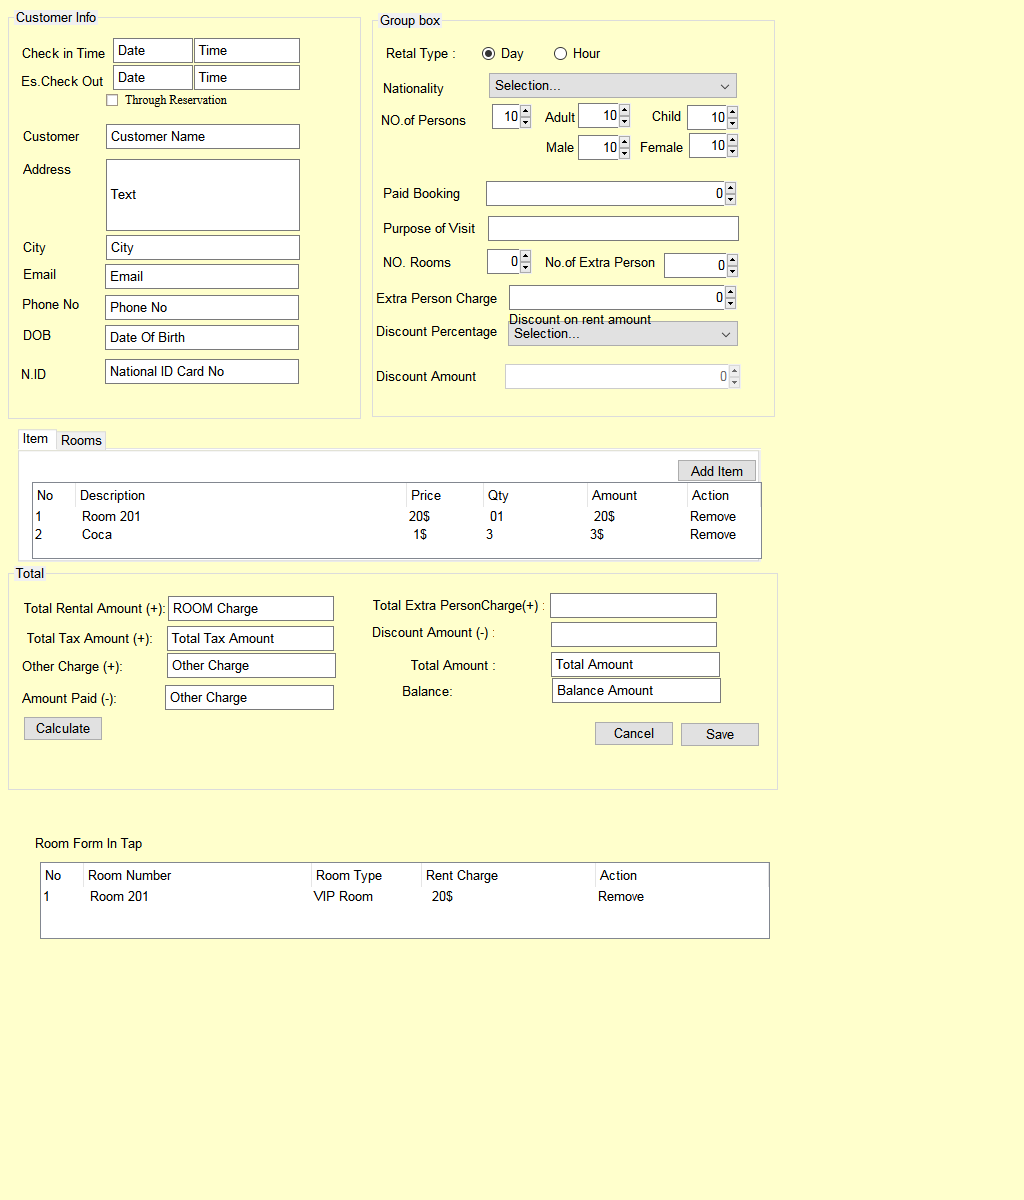 Customer Info
Check in Time Date Time
Es.Check Out Date Time
Through Reservation
Customer Customer Name
Address Text
City City
Email Email
Phone No Phone No
DOB Date Of Birth
N.ID National ID Card No
Group box
Retal Type : Day Hour
Nationality Selection...
NO.of Persons 10 Adult 10 Child 10
Male 10 Female 10
Paid Booking 0
Purpose of Visit
NO. Rooms 0 No.of Extra Person 0
Extra Person Charge 0
Discount on rent amount
Discount Percentage Selection...
Discount Amount 0
Item Rooms
Add Item
No Description Price Qty Amount Action
1 Room 201 20$ 01 20$ Remove
2 Coca 1$ 3 3$ Remove
Total
Total Rental Amount (+): ROOM Charge Total Extra PersonCharge(+) :
Total Tax Amount (+): Total Tax Amount Discount Amount (-) :
Other Charge (+): Other Charge Total Amount : Total Amount
Amount Paid (-): Other Charge Balance: Balance Amount
Calculate Cancel Save
Room Form In Tap
No Room Number Room Type Rent Charge Action
1 Room 201 VIP Room 20$ Remove